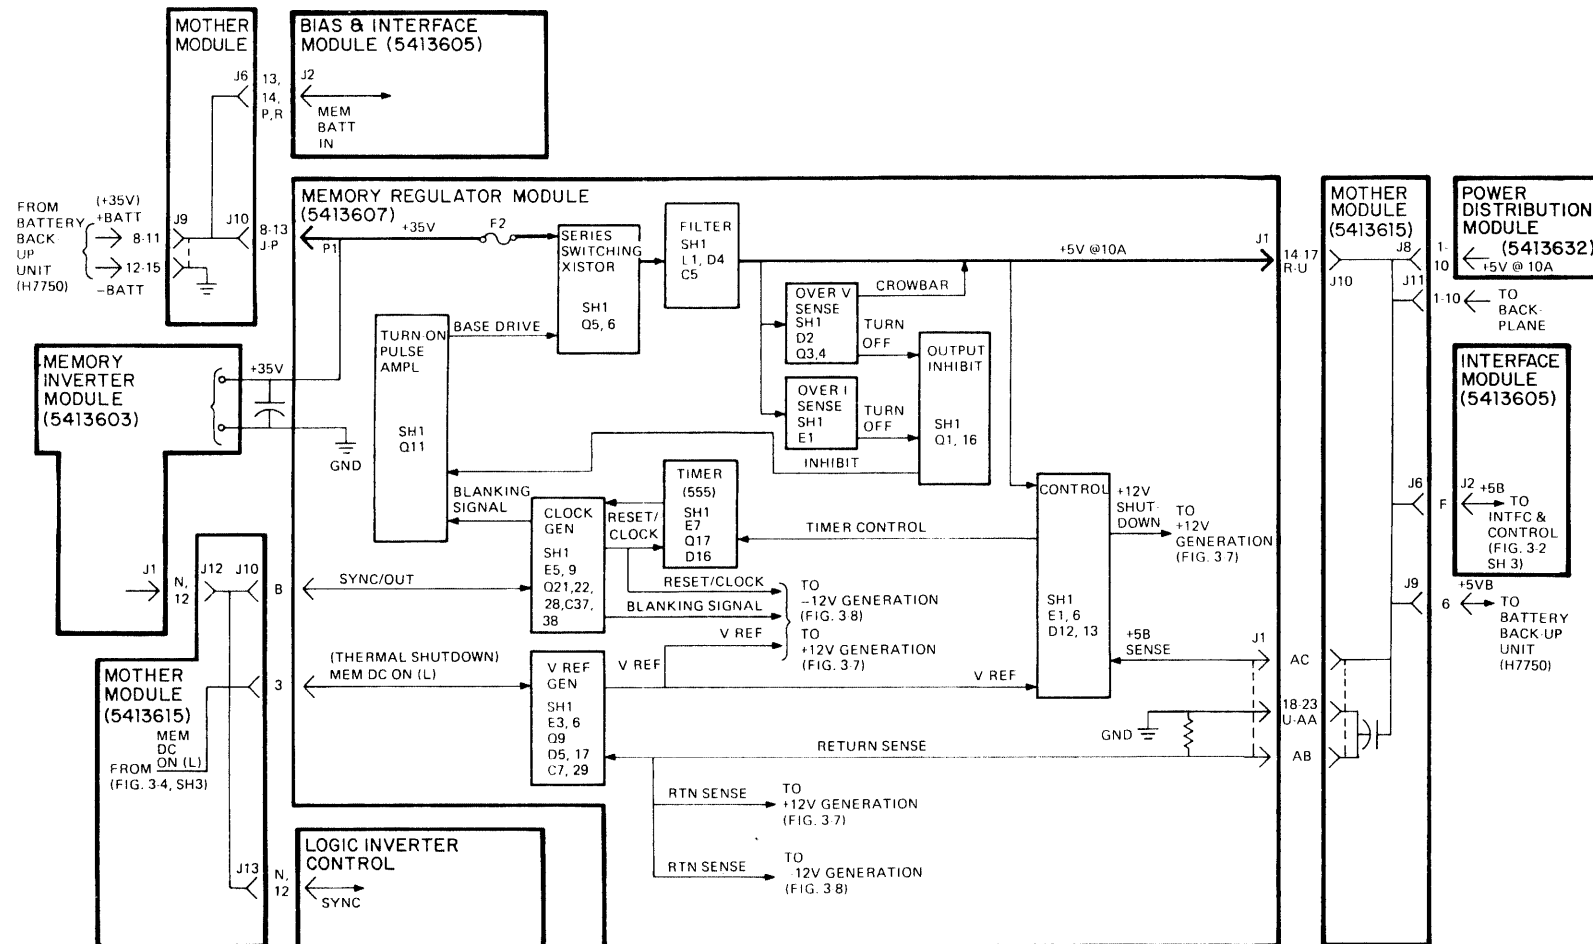 MOTHER
MODULE
J6
13,
14,
P,R
BIAS & INTERFACE
MODULE (5413605)
J2
MEM
BATT
IN
FROM
BATTERY
BACK-
UP
UNIT
(H7750)
(+35V)
+BATT
8-11
12-15
–BATT
J9
J10
8-13
J-P
MEMORY REGULATOR MODULE
(5413607)
P1
+35V
F2
SERIES
SWITCHING
XISTOR
SH1
Q5, 6
FILTER
SH1
L1, D4
C5
+5V @10A
J1
14-17
R-U
TURN-ON
PULSE
AMPL
SH1
Q11
BASE DRIVE
OVER V
SENSE
SH1
D2
Q3,4
CROWBAR
TURN
OFF
OVER I
SENSE
SH1
E1
TURN
OFF
OUTPUT
INHIBIT
SH1
Q1, 16
INHIBIT
MEMORY
INVERTER
MODULE
(5413603)
+35V
GND
BLANKING
SIGNAL
CLOCK
GEN
SH1
E5, 9
Q21,22,
28,C37,
38
RESET/
CLOCK
TIMER
(555)
SH1
E7
Q17
D16
TIMER CONTROL
CONTROL
SH1
E1, 6
D12, 13
+12V
SHUT-
DOWN
TO
+12V
GENERATION
(FIG. 3-7)
J1
N,
12
J12
J10
B
SYNC/OUT
RESET/CLOCK
BLANKING SIGNAL
V REF
TO
–12V GENERATION
(FIG. 3-8)
TO
+12V GENERATION
(FIG. 3-7)
+5B
SENSE
J1
AC
MOTHER
MODULE
(5413615)
MEM
DC
ON (L)
FROM
(FIG. 3-4, SH3)
3
(THERMAL SHUTDOWN)
MEM DC ON (L)
V REF
GEN
SH1
E3, 6
Q9
D5, 17
C7, 29
V REF
V REF
GND
18-23
U-AA
RETURN SENSE
AB
RTN SENSE
TO
+12V GENERATION
(FIG. 3-7)
RTN SENSE
TO
-12V GENERATION
(FIG. 3-8)
J13
N,
12
LOGIC INVERTER
CONTROL
SYNC
MOTHER
MODULE
(5413615)
J8
J10
J11
1-
10
POWER
DISTRIBUTION
MODULE
(5413632)
+5V @ 10A
1-10
TO
BACK-
PLANE
INTERFACE
MODULE
(5413605)
J6
F
J2
+5B
TO
INTFC &
CONTROL
(FIG. 3-2
SH 3)
J9
6
+5VB
TO
BATTERY
BACK-UP
UNIT
(H7750)